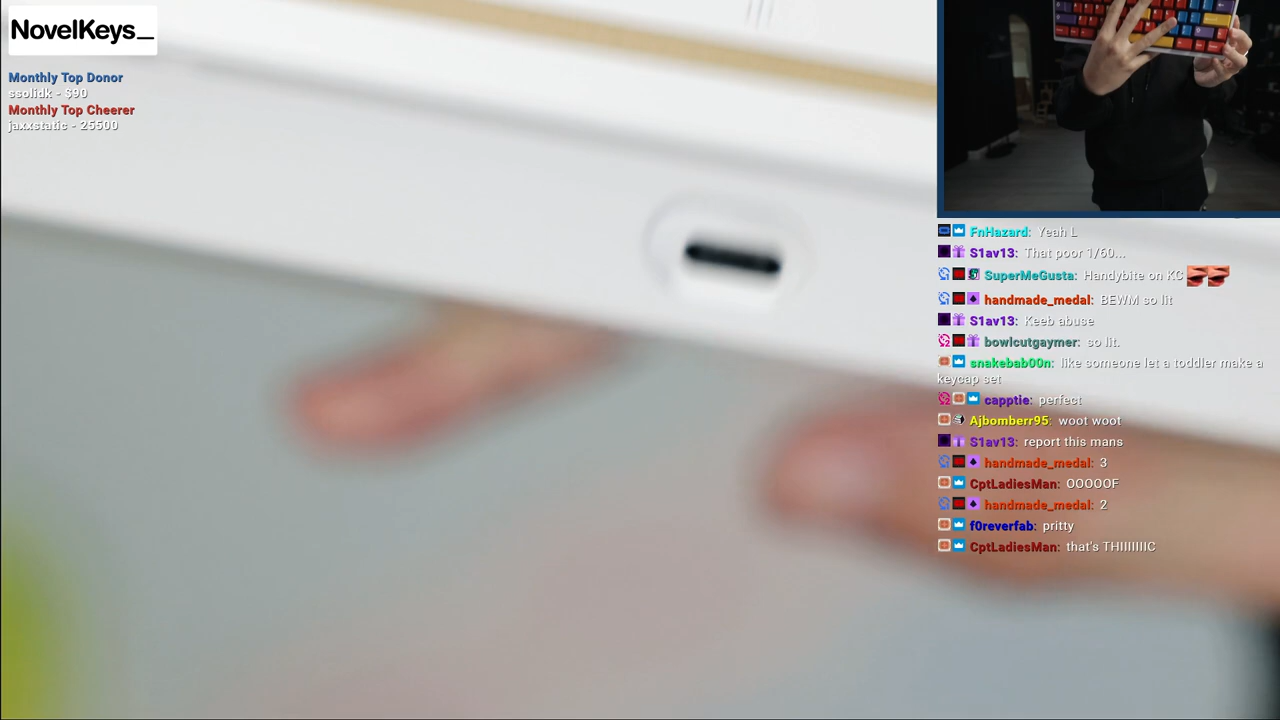 NovelKeys_
Monthly Top Donor
ssolidk - $90
Monthly Top Cheerer
jaxxstatic - 25500
FnHazard: Yeah L
S1av13: That poor 1/60...
SuperMeGusta: Handybite on KC
handmade_medal: BEWM so lit
S1av13: Keeb abuse
bowlcutgaymer: so lit.
snakebab00n: like someone let a toddler make a
keycap set
capptie: perfect
Ajbomberr95: woot woot
S1av13: report this mans
handmade_medal: 3
CptLadiesMan: OOOOOF
handmade_medal: 2
f0reverfab: pritty
CptLadiesMan: that's THIIIIIIIC